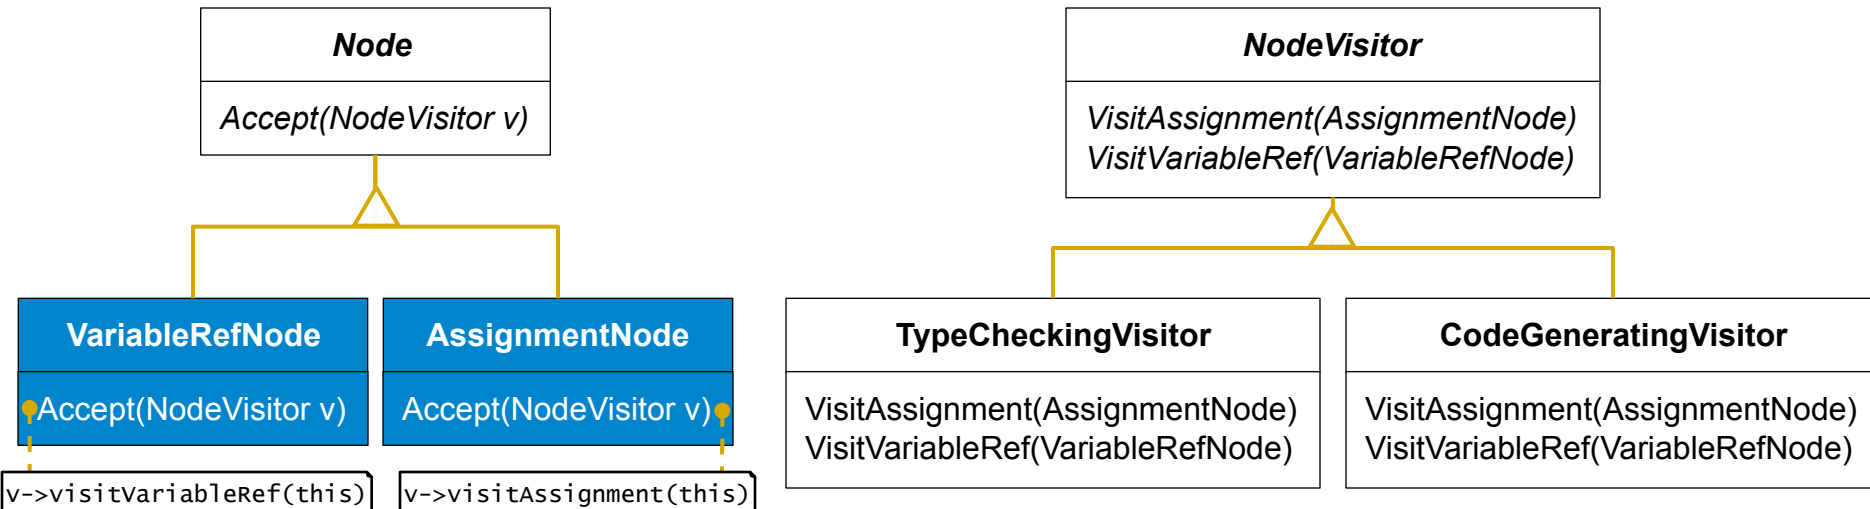 Node
Accept(NodeVisitor v)
NodeVisitor
VisitAssignment(AssignmentNode)
VisitVariableRef(VariableRefNode)
VariableRefNode
Accept(NodeVisitor v)
v->visitVariableRef(this)
AssignmentNode
Accept(NodeVisitor v)
v->visitAssignment(this)
TypeCheckingVisitor
VisitAssignment(AssignmentNode)
VisitVariableRef(VariableRefNode)
CodeGeneratingVisitor
VisitAssignment(AssignmentNode)
VisitVariableRef(VariableRefNode)